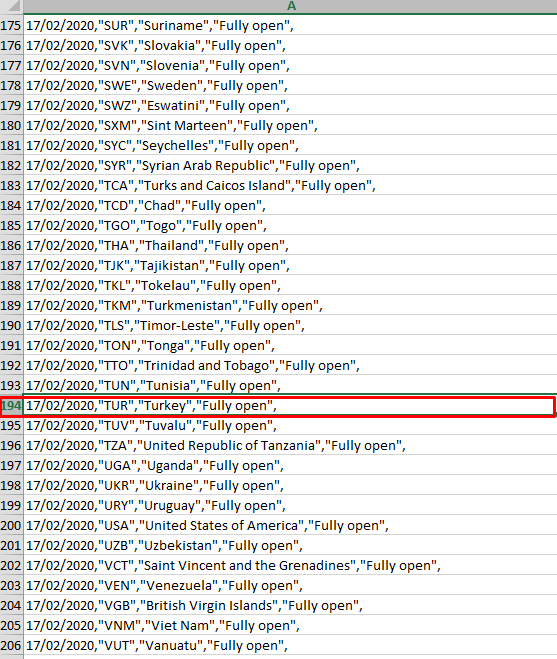 A
175 17/02/2020,"SUR","Suriname","Fully open",
176 17/02/2020,"SVK","Slovakia","Fully open",
177 17/02/2020,"SVN","Slovenia","Fully open",
178 17/02/2020,"SWE","Sweden","Fully open",
179 17/02/2020,"SWZ","Eswatini","Fully open",
180 17/02/2020,"SXM","Sint Marteen","Fully open",
181 17/02/2020,"SYC","Seychelles","Fully open",
182 17/02/2020,"SYR","Syrian Arab Republic","Fully open",
183 17/02/2020,"TCA","Turks and Caicos Island","Fully open",
184 17/02/2020,"TCD","Chad","Fully open",
185 17/02/2020,"TGO","Togo","Fully open",
186 17/02/2020,"THA","Thailand","Fully open",
187 17/02/2020,"TJK","Tajikistan","Fully open",
188 17/02/2020,"TKL","Tokelau","Fully open",
189 17/02/2020,"TKM","Turkmenistan","Fully open",
190 17/02/2020,"TLS","Timor-Leste","Fully open",
191 17/02/2020,"TON","Tonga","Fully open",
192 17/02/2020,"TTO","Trinidad and Tobago","Fully open",
193 17/02/2020,"TUN","Tunisia","Fully open",
194 17/02/2020,"TUR","Turkey","Fully open",
195 17/02/2020,"TUV","Tuvalu","Fully open",
196 17/02/2020,"TZA","United Republic of Tanzania","Fully open",
197 17/02/2020,"UGA","Uganda","Fully open",
198 17/02/2020,"UKR","Ukraine","Fully open",
199 17/02/2020,"URY","Uruguay","Fully open",
200 17/02/2020,"USA","United States of America","Fully open",
201 17/02/2020,"UZB","Uzbekistan","Fully open",
202 17/02/2020,"VCT","Saint Vincent and the Grenadines","Fully open",
203 17/02/2020,"VEN","Venezuela","Fully open",
204 17/02/2020,"VGB","British Virgin Islands","Fully open",
205 17/02/2020,"VNM","Viet Nam","Fully open",
206 17/02/2020,"VUT","Vanuatu","Fully open",